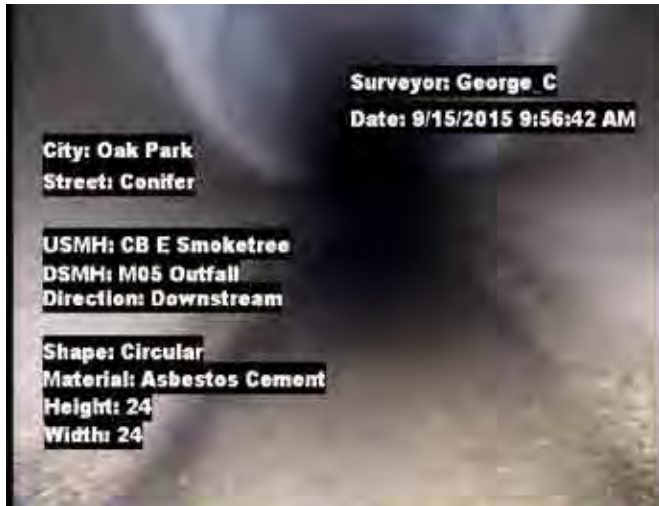 Surveyor: George_C
Date: 9/15/2015 9:56:42 AM
City: Oak Park
Street: Conifer
USMH: CB E Smoketree
DSMH: M05 Outfall
Direction: Downstream
Shape: Circular
Material: Asbestos Cement
Height: 24
Width: 24